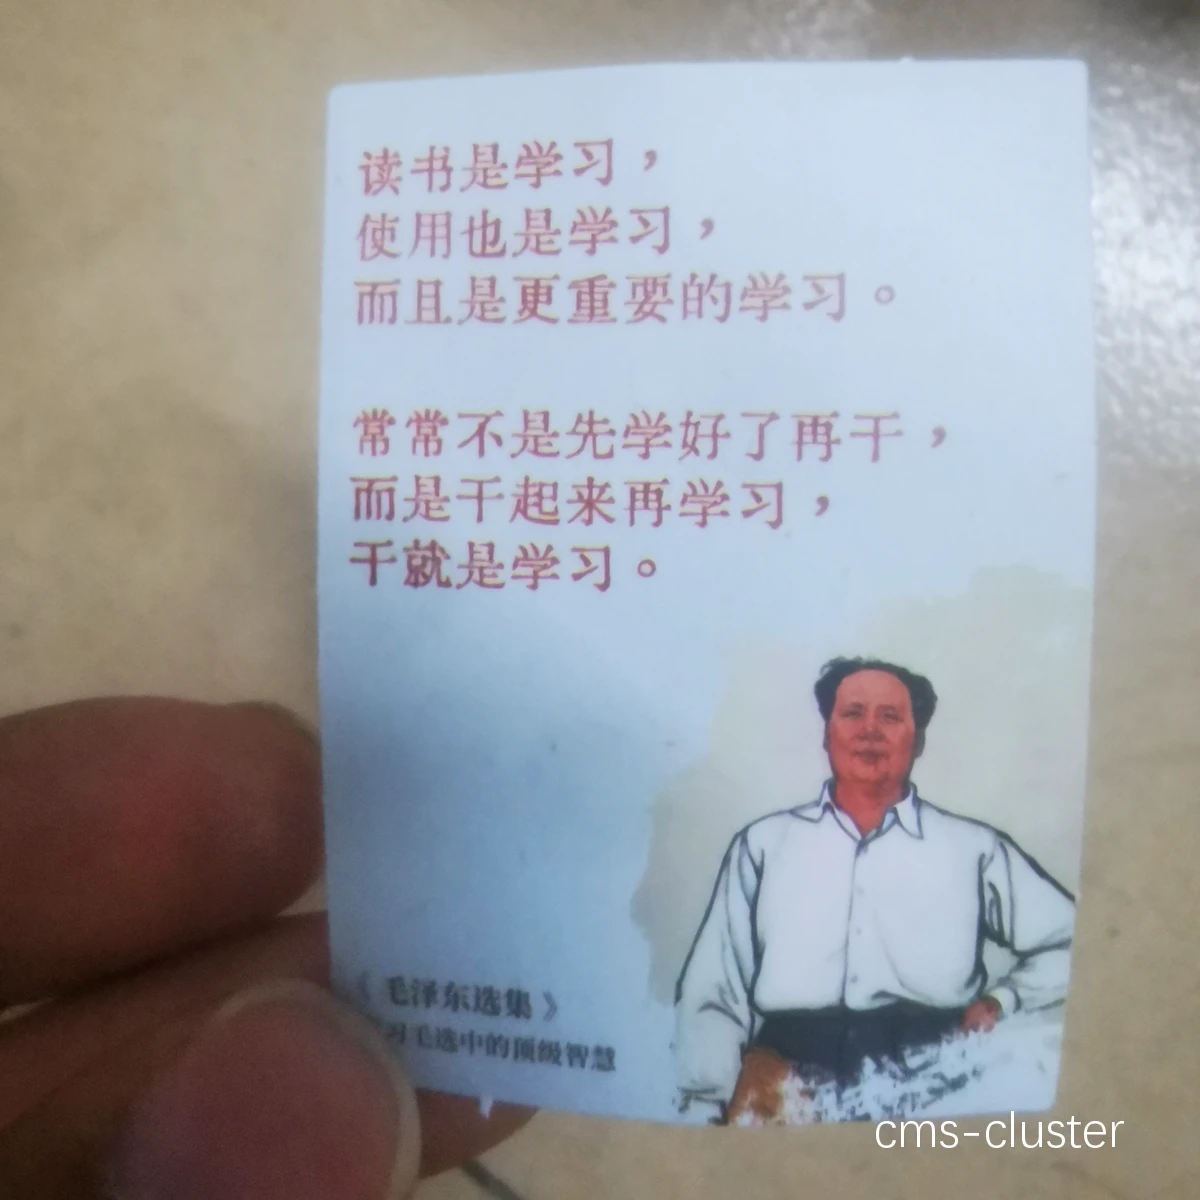 读书是学习，
使用也是学习，
而且是更重要的学习。
常常不是先学好了再干，
而是干起来再学习，
干就是学习。
《毛泽东选集》
习毛选中的顶级智慧
cms-cluster